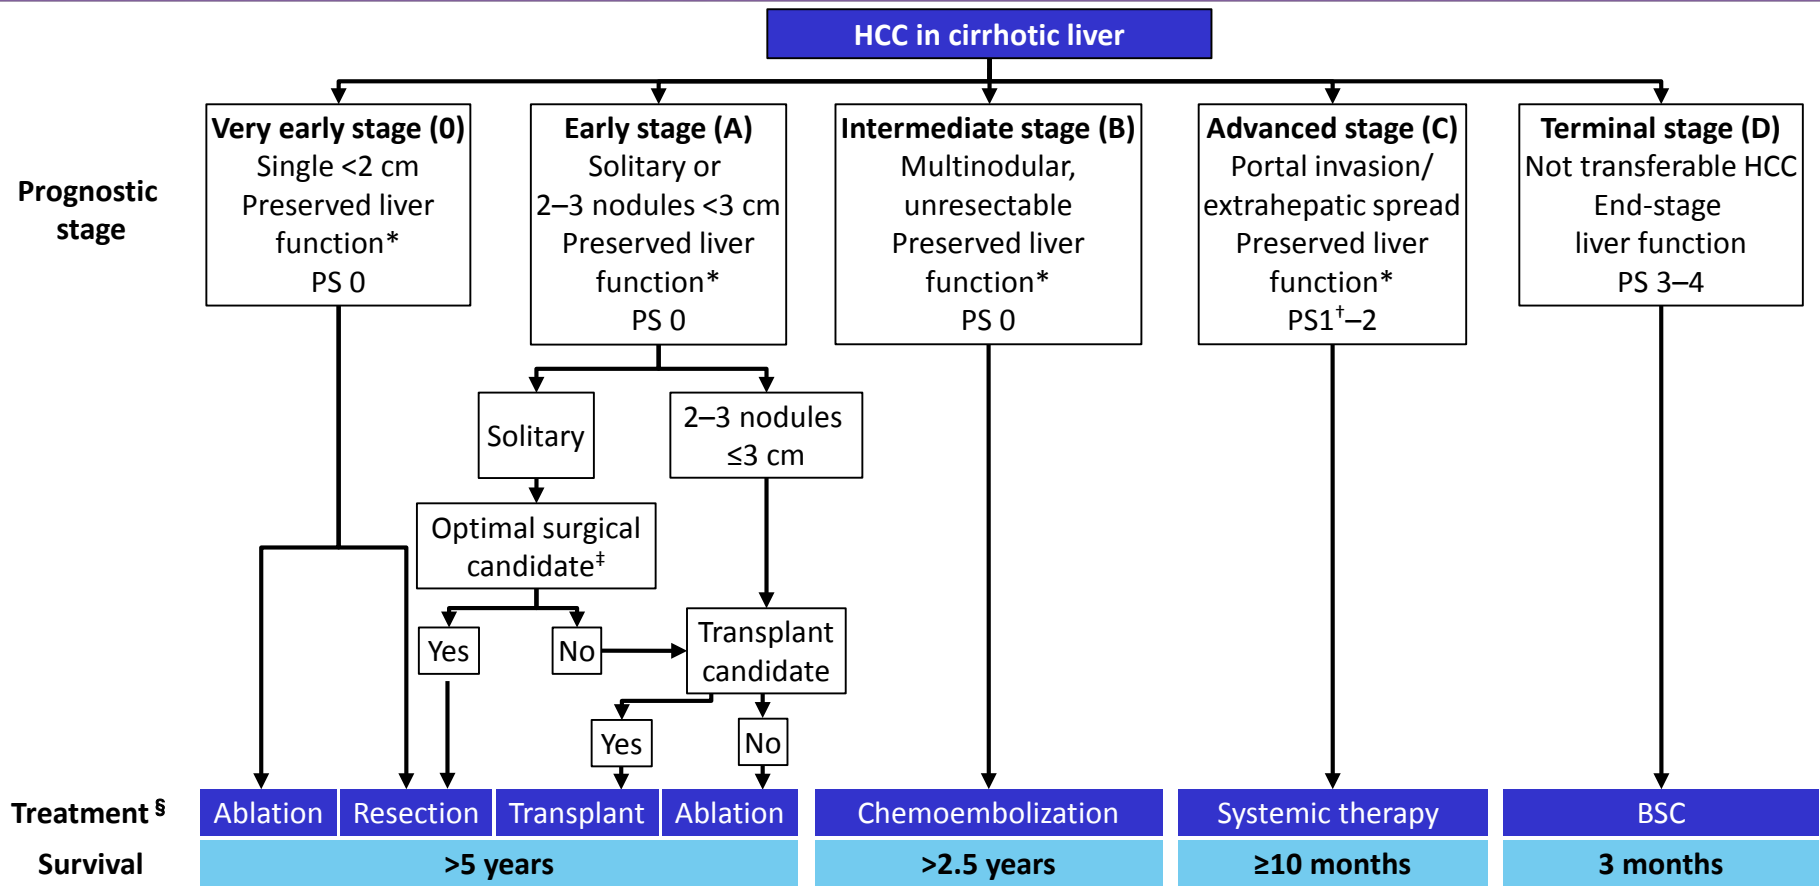 HCC in cirrhotic liver
Prognostic
stage
Very early stage (0)
Single <2 cm
Preserved liver
function*
PS 0
Early stage (A)
Solitary or
2–3 nodules <3 cm
Preserved liver
function*
PS 0
Intermediate stage (B)
Multinodular,
unresectable
Preserved liver
function*
PS 0
Advanced stage (C)
Portal invasion/
extrahepatic spread
Preserved liver
function*
PS1†–2
Terminal stage (D)
Not transferable HCC
End-stage
liver function
PS 3–4
Solitary
2–3 nodules
≤3 cm
Optimal surgical
candidate‡
Yes
No
Transplant
candidate
Yes
No
Treatment §
Ablation
Resection
Transplant
Ablation
Chemoembolization
Systemic therapy
BSC
Survival
>5 years
>2.5 years
≥10 months
3 months